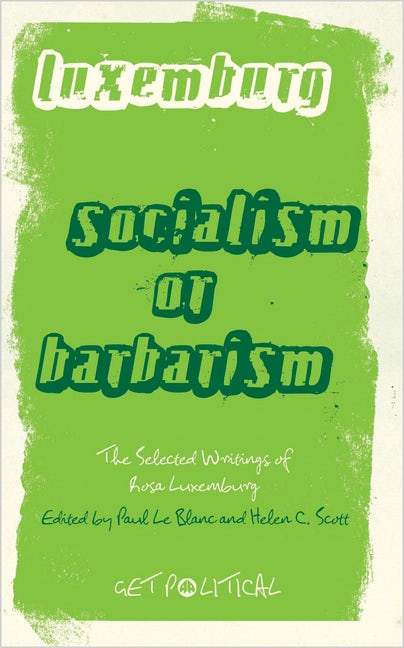 luxemburg
socialism
or
barbarism
The Selected Writings of
Rosa Luxemburg
Edited by Paul Le Blanc and Helen C. Scott
GET POLITICAL